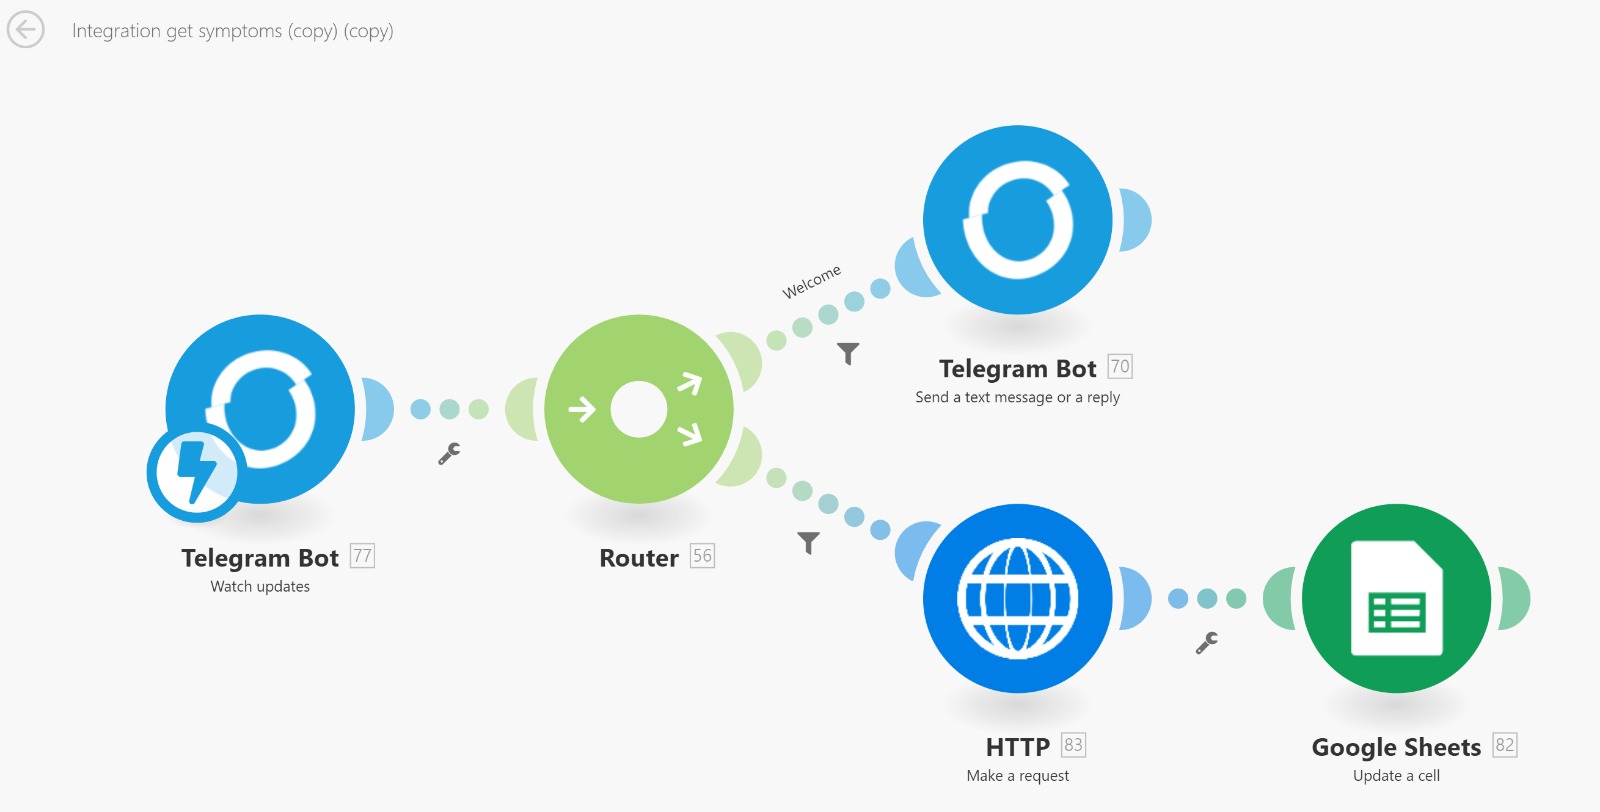 Integration get symptoms (copy) (copy)
Welcome
Telegram Bot 70
Send a text message or a reply
Telegram Bot 77
Watch updates
Router 56
HTTP 83
Make a request
Google Sheets 82
Update a cell